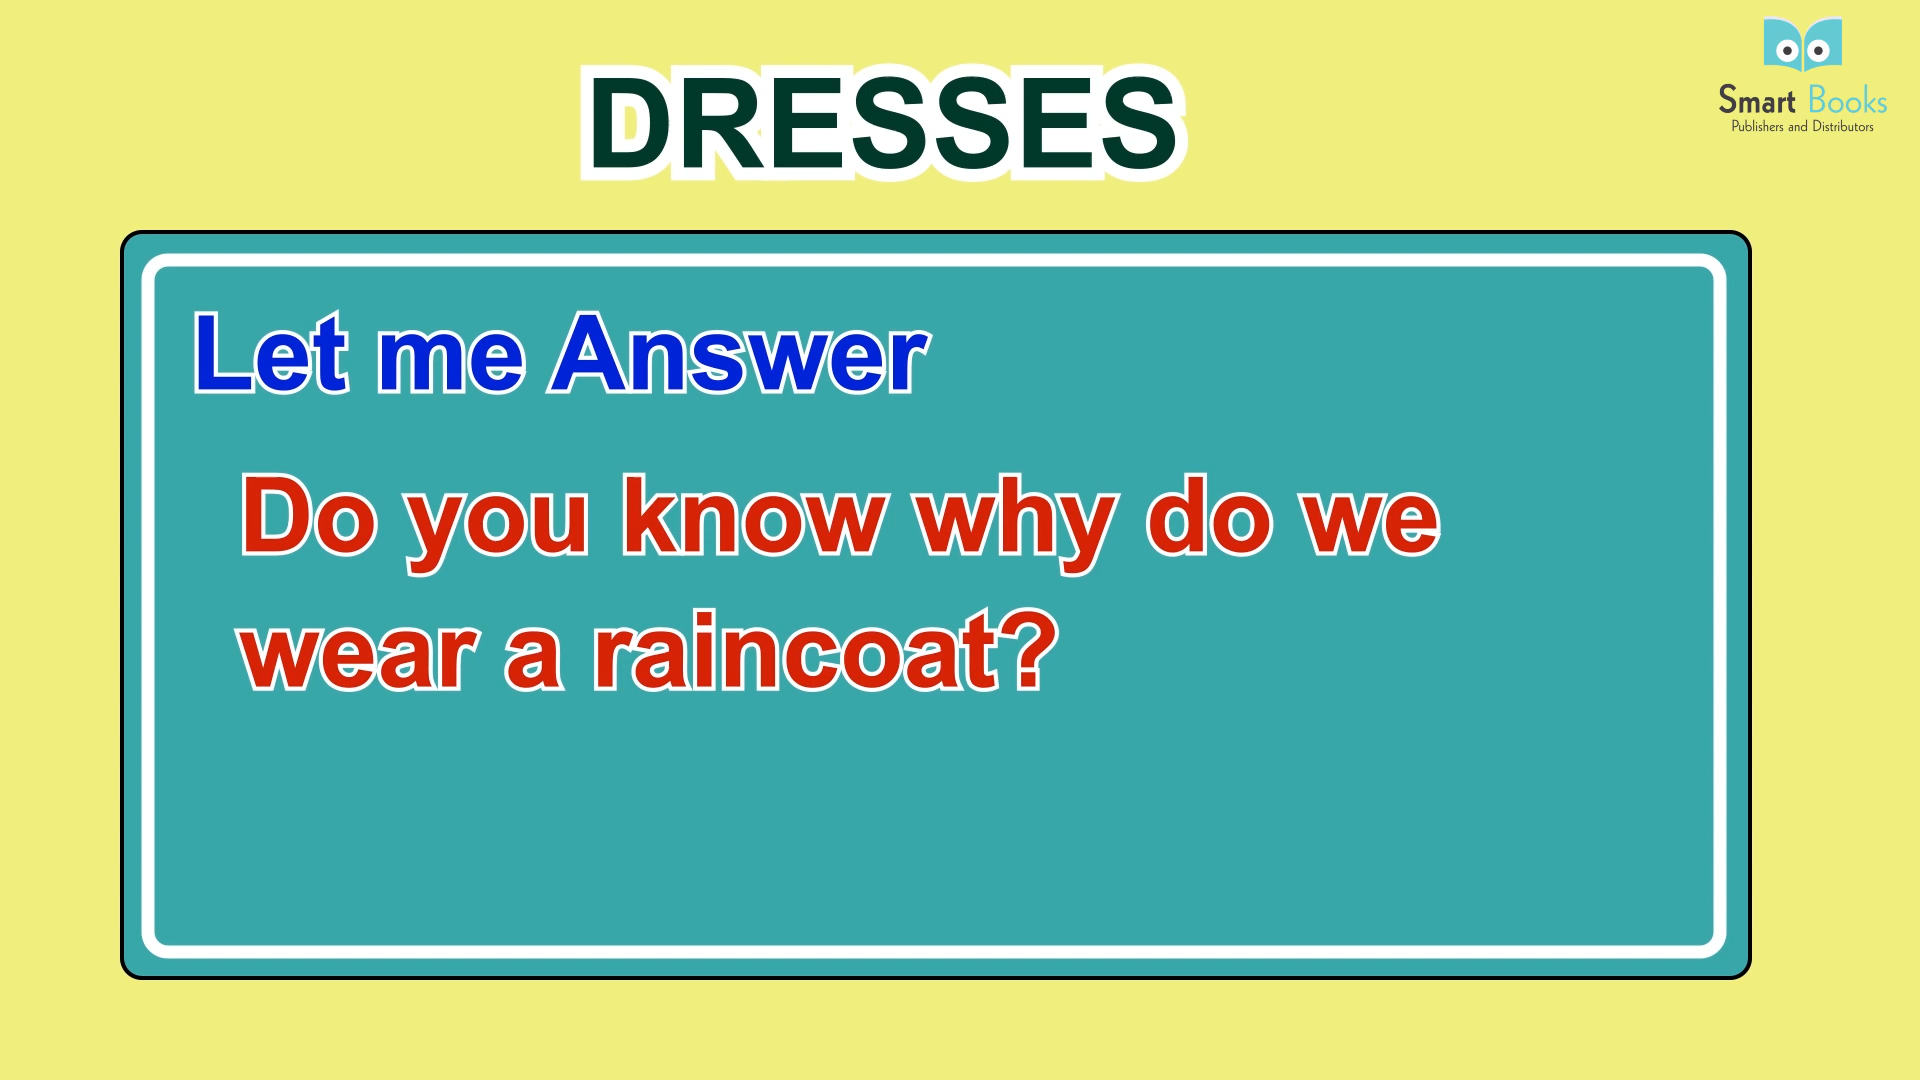 DRESSES
Smart Books
Publishers and Distributors
Let me Answer
Do you know why do we
wear a raincoat?